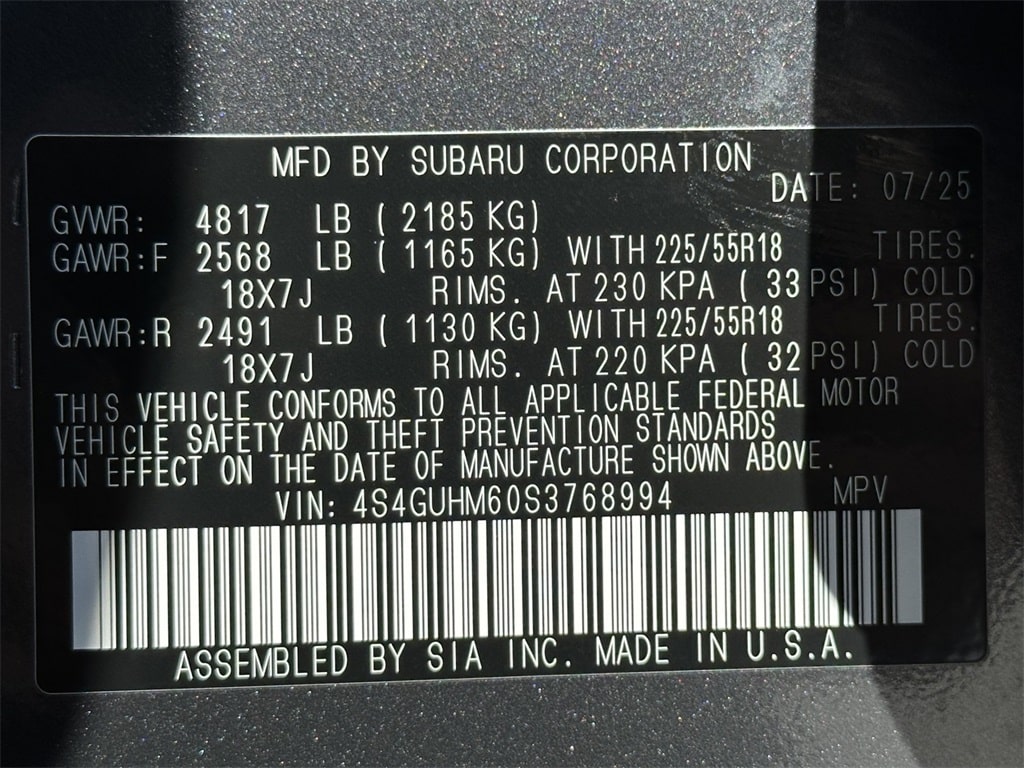 MFD BY SUBARU CORPORATION
DATE: 07/25
GVWR: 4817 LB ( 2185 KG)
GAWR:F 2568 LB ( 1165 KG) WITH 225/55R18 TIRES.
18X7J RIMS. AT 230 KPA ( 33 PSI) COLD
GAWR:R 2491 LB ( 1130 KG) WITH 225/55R18 TIRES.
18X7J RIMS. AT 220 KPA ( 32 PSI) COLD
THIS VEHICLE CONFORMS TO ALL APPLICABLE FEDERAL MOTOR
VEHICLE SAFETY AND THEFT PREVENTION STANDARDS
IN EFFECT ON THE DATE OF MANUFACTURE SHOWN ABOVE.
VIN: 4S4GUHM60S3768994 MPV
ASSEMBLED BY SIA INC. MADE IN U.S.A.